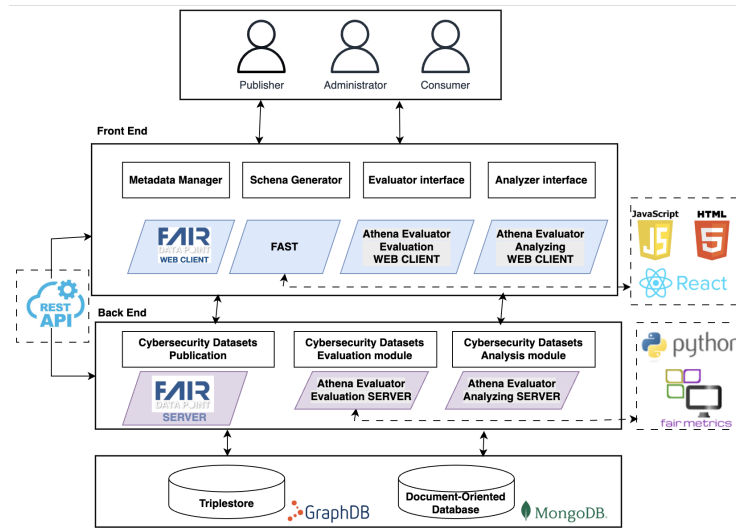 Publisher
Administrator
Consumer
Front End
Metadata Manager
Schena Generator
Evaluator interface
Analyzer interface
FAIR
DATA POINT
WEB CLIENT
FAST
Athena Evaluator
Evaluation
WEB CLIENT
Athena Evaluator
Analyzing
WEB CLIENT
JavaScript
JS
HTML
5
React
REST
API
Back End
Cybersecurity Datasets
Publication
Cybersecurity Datasets
Evaluation module
Cybersecurity Datasets
Analysis module
FAIR
DATA POINT
SERVER
Athena Evaluator
Evaluation SERVER
Athena Evaluator
Analyzing SERVER
python
fairmetrics
Triplestore
GraphDB
Document-Oriented
Database
MongoDB.